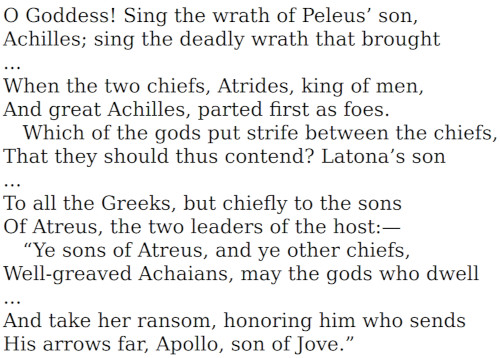 O Goddess! Sing the wrath of Peleus’ son,
Achilles; sing the deadly wrath that brought
...
When the two chiefs, Atrides, king of men,
And great Achilles, parted first as foes.
Which of the gods put strife between the chiefs,
That they should thus contend? Latona’s son
...
To all the Greeks, but chiefly to the sons
Of Atreus, the two leaders of the host:—
“Ye sons of Atreus, and ye other chiefs,
Well-greaved Achaians, may the gods who dwell
...
And take her ransom, honoring him who sends
His arrows far, Apollo, son of Jove.”